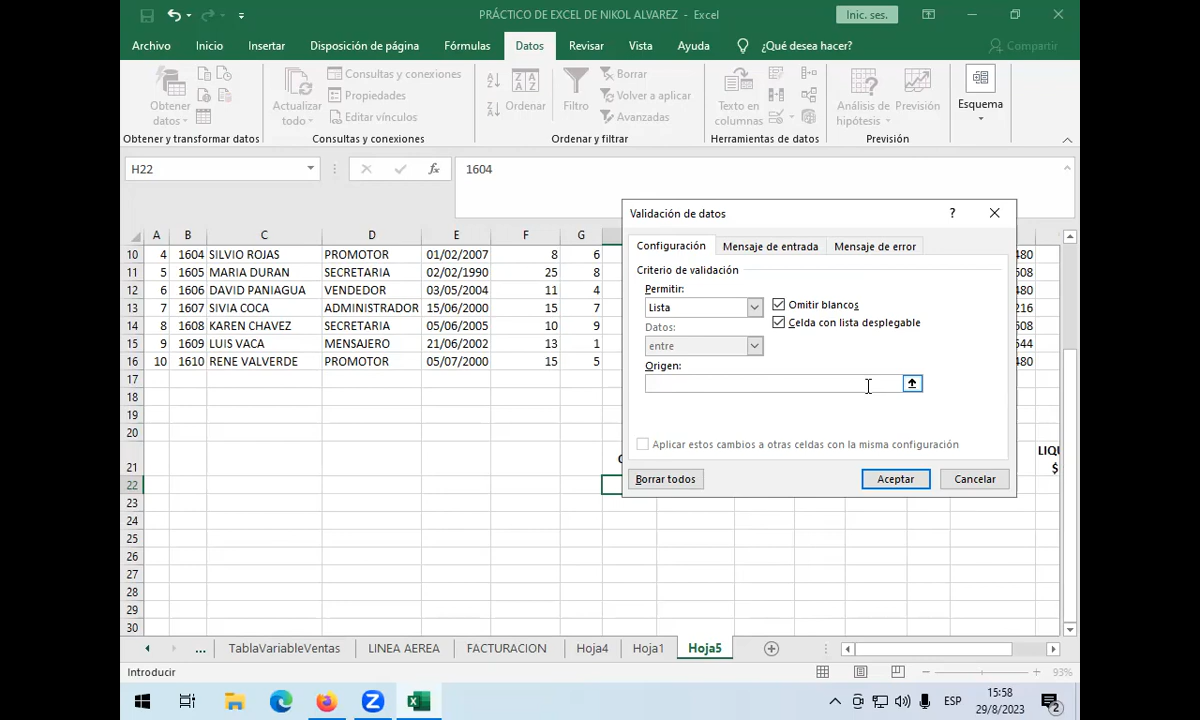 PRÁCTICO DE EXCEL DE NIKOL ALVAREZ - Excel
Inic. ses.
Archivo Inicio Insertar Disposición de página Fórmulas Datos Revisar Vista Ayuda ¿Qué desea hacer? Compartir
Obtener datos
Actualizar todo
Consultas y conexiones
Propiedades
Editar vínculos
Ordenar
Filtro
Borrar
Volver a aplicar
Avanzadas
Texto en columnas
Análisis de hipótesis
Previsión
Esquema
Obtener y transformar datos Consultas y conexiones Ordenar y filtrar Herramientas de datos Previsión
H22 fx 1604
Validación de datos ?
Configuración Mensaje de entrada Mensaje de error
Criterio de validación
Permitir:
Lista
Omitir blancos
Celda con lista desplegable
Datos:
entre
Origen:
Aplicar estos cambios a otras celdas con la misma configuración
Borrar todos Aceptar Cancelar
A B C D E F G
10 4 1604 SILVIO ROJAS PROMOTOR 01/02/2007 8 6 480
11 5 1605 MARIA DURAN SECRETARIA 02/02/1990 25 8 608
12 6 1606 DAVID PANIAGUA VENDEDOR 03/05/2004 11 4 480
13 7 1607 SIVIA COCA ADMINISTRADOR 15/06/2000 15 7 216
14 8 1608 KAREN CHAVEZ SECRETARIA 05/06/2005 10 9 608
15 9 1609 LUIS VACA MENSAJERO 21/06/2002 13 1 544
16 10 1610 RENE VALVERDE PROMOTOR 05/07/2000 15 5 480
17
18
19
20
21 LIQU
$
22
23
24
25
26
27
28
29
30
... TablaVariableVentas LINEA AEREA FACTURACION Hoja4 Hoja1 Hoja5
Introducir 93%
ESP 15:58
29/8/2023 2